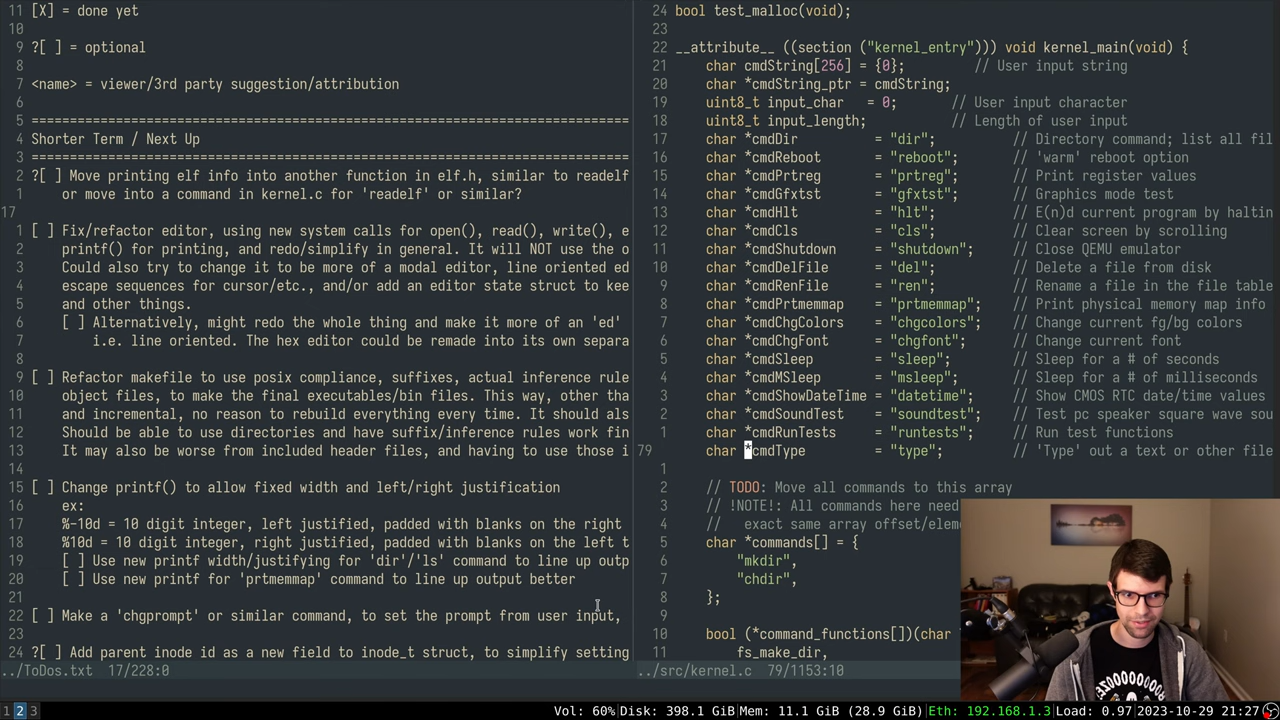 11 [X] = done yet
10
9 ?[ ] = optional
8
7 <name> = viewer/3rd party suggestion/attribution
6
5 ==============================================================================
4 Shorter Term / Next Up
3 ==============================================================================
2 ?[ ] Move printing elf info into another function in elf.h, similar to readelf
1 or move into a command in kernel.c for 'readelf' or similar?
17
1 [ ] Fix/refactor editor, using new system calls for open(), read(), write(), e
2 printf() for printing, and redo/simplify in general. It will NOT use the o
3 Could also try to change it to be more of a modal editor, line oriented ed
4 escape sequences for cursor/etc., and/or add an editor state struct to kee
5 and other things.
6 [ ] Alternatively, might redo the whole thing and make it more of an 'ed'
7 i.e. line oriented. The hex editor could be remade into its own separa
8
9 [ ] Refactor makefile to use posix compliance, suffixes, actual inference rule
10 object files, to make the final executables/bin files. This way, other tha
11 and incremental, no reason to rebuild everything every time. It should als
12 Should be able to use directories and have suffix/inference rules work fin
13 It may also be worse from included header files, and having to use those i
14
15 [ ] Change printf() to allow fixed width and left/right justification
16 ex:
17 %-10d = 10 digit integer, left justified, padded with blanks on the right
18 %10d = 10 digit integer, right justified, padded with blanks on the left t
19 [ ] Use new printf width/justifying for 'dir'/'ls' command to line up outp
20 [ ] Use new printf for 'prtmemmap' command to line up output better
21
22 [ ] Make a 'chgprompt' or similar command, to set the prompt from user input,
23
24 ?[ ] Add parent inode id as a new field to inode_t struct, to simplify setting
../ToDos.txt 17/228:0
24 bool test_malloc(void);
23
22 __attribute__ ((section ("kernel_entry"))) void kernel_main(void) {
21 char cmdString[256] = {0}; // User input string
20 char *cmdString_ptr = cmdString;
19 uint8_t input_char = 0; // User input character
18 uint8_t input_length; // Length of user input
17 char *cmdDir = "dir"; // Directory command; list all fil
16 char *cmdReboot = "reboot"; // 'warm' reboot option
15 char *cmdPrtreg = "prtreg"; // Print register values
14 char *cmdGfxtst = "gfxtst"; // Graphics mode test
13 char *cmdHlt = "hlt"; // E(n)d current program by haltin
12 char *cmdCls = "cls"; // Clear screen by scrolling
11 char *cmdShutdown = "shutdown"; // Close QEMU emulator
10 char *cmdDelFile = "del"; // Delete a file from disk
9 char *cmdRenFile = "ren"; // Rename a file in the file table
8 char *cmdPrtmemmap = "prtmemmap"; // Print physical memory map info
7 char *cmdChgColors = "chgcolors"; // Change current fg/bg colors
6 char *cmdChgFont = "chgfont"; // Change current font
5 char *cmdSleep = "sleep"; // Sleep for a # of seconds
4 char *cmdMSleep = "msleep"; // Sleep for a # of milliseconds
3 char *cmdShowDateTime = "datetime"; // Show CMOS RTC date/time values
2 char *cmdSoundTest = "soundtest"; // Test pc speaker square wave sou
1 char *cmdRunTests = "runtests"; // Run test functions
79 char *cmdType = "type"; // 'Type' out a text or other file
1
2 // TODO: Move all commands to this array
3 // !NOTE!: All commands here need
4 // exact same array offset/eleme
5 char *commands[] = {
6 "mkdir",
7 "chdir",
8 };
9
10 bool (*command_functions[])(char
11 fs_make_dir,
../src/kernel.c 79/1153:10
1 2 3 Vol: 60%|Disk: 398.1 GiB|Mem: 11.1 GiB (28.9 GiB)|Eth: 192.168.1.3|Load: 0.97|2023-10-29 21:27